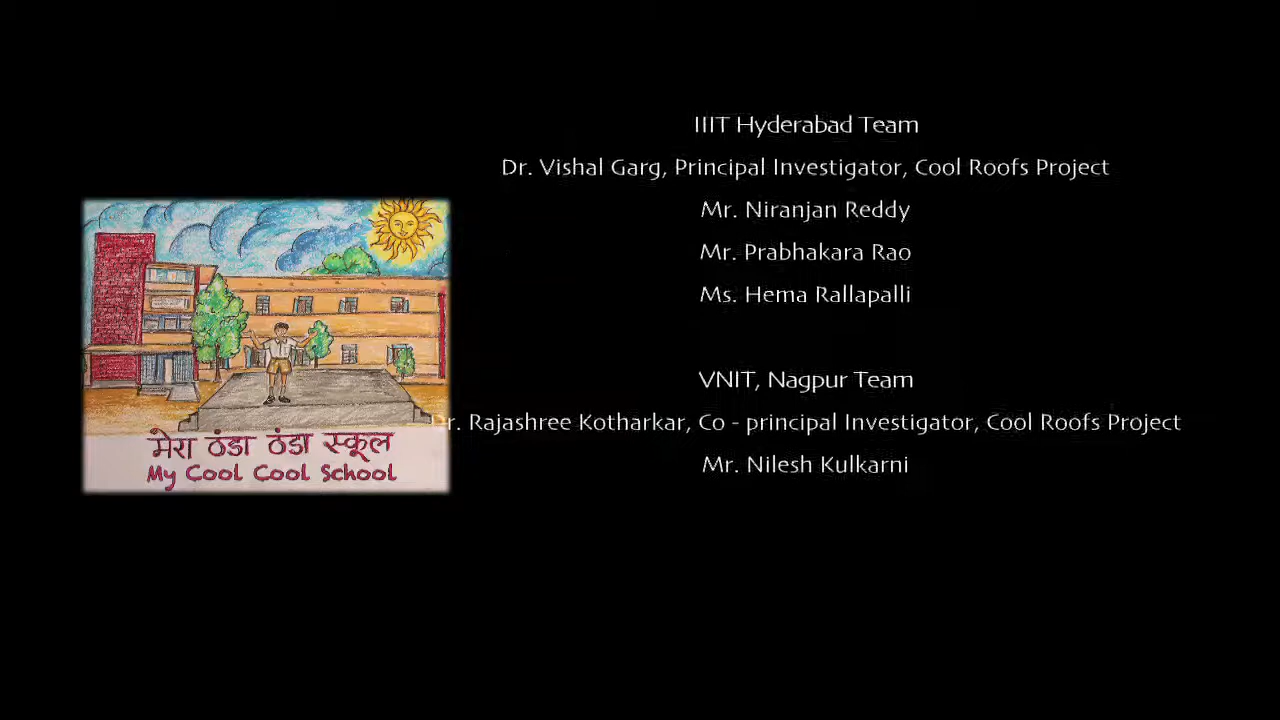 IIIT Hyderabad Team
Dr. Vishal Garg, Principal Investigator, Cool Roofs Project
Mr. Niranjan Reddy
Mr. Prabhakara Rao
Ms. Hema Rallapalli
VNIT, Nagpur Team
Dr. Rajashree Kotharkar, Co - principal Investigator, Cool Roofs Project
Mr. Nilesh Kulkarni
मेरा ठंडा ठंडा स्कूल
My Cool Cool School